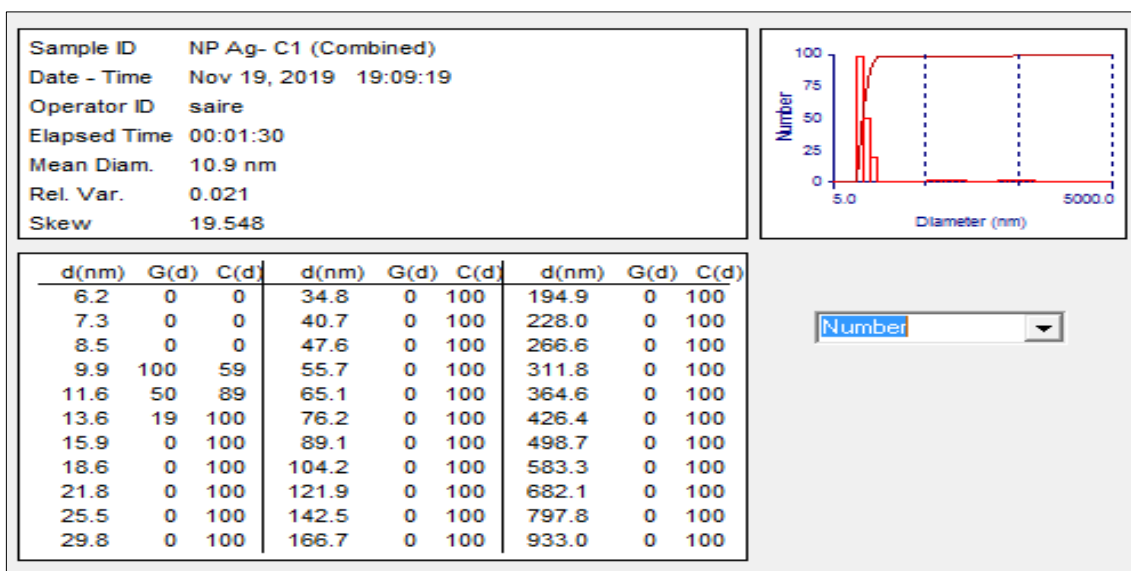 Sample ID NP Ag- C1 (Combined)
Date - Time Nov 19, 2019 19:09:19
Operator ID saire
Elapsed Time 00:01:30
Mean Diam. 10.9 nm
Rel. Var. 0.021
Skew 19.548
100
75
50
25
0
Number
5.0 5000.0
Diameter (nm)
d(nm) G(d) C(d) d(nm) G(d) C(d) d(nm) G(d) C(d)
6.2 0 0 34.8 0 100 194.9 0 100
7.3 0 0 40.7 0 100 228.0 0 100
8.5 0 0 47.6 0 100 266.6 0 100
9.9 100 59 55.7 0 100 311.8 0 100
11.6 50 89 65.1 0 100 364.6 0 100
13.6 19 100 76.2 0 100 426.4 0 100
15.9 0 100 89.1 0 100 498.7 0 100
18.6 0 100 104.2 0 100 583.3 0 100
21.8 0 100 121.9 0 100 682.1 0 100
25.5 0 100 142.5 0 100 797.8 0 100
29.8 0 100 166.7 0 100 933.0 0 100
Number